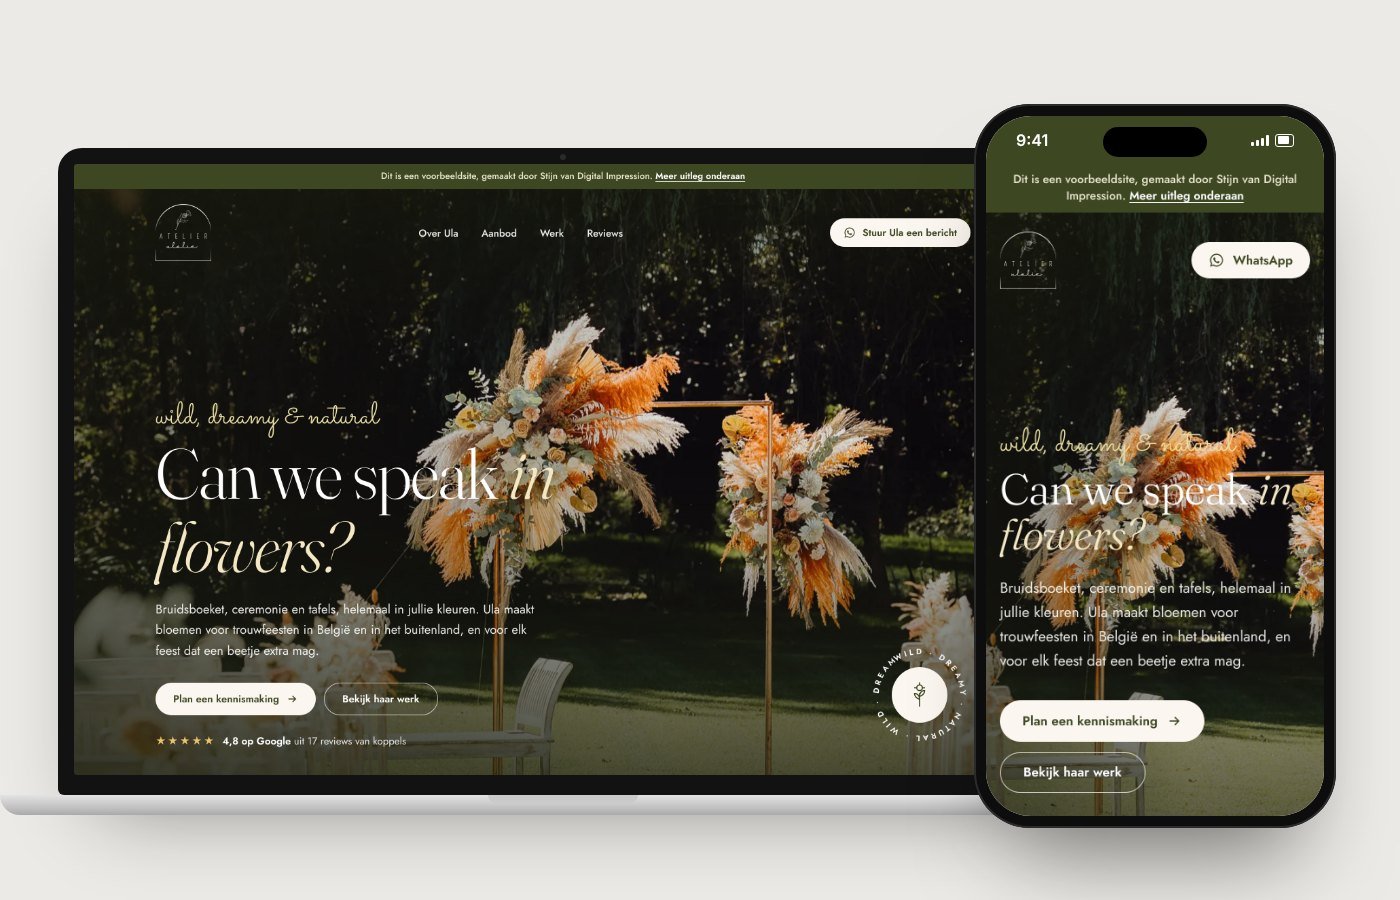 Dit is een voorbeeldsite, gemaakt door Stijn van Digital Impression. Meer uitleg onderaan
ATELIER
Over Ula
Aanbod
Werk
Reviews
Stuur Ula een bericht
wild, dreamy & natural
Can we speak in
flowers?
Bruidsboeket, ceremonie en tafels, helemaal in jullie kleuren. Ula maakt
bloemen voor trouwfeesten in België en in het buitenland, en voor elk
feest dat een beetje extra mag.
Plan een kennismaking →
Bekijk haar werk
★★★★★ 4,8 op Google uit 17 reviews van koppels
WILD · DREAMY · NATURAL · WILD · DREAM
9:41
Dit is een voorbeeldsite, gemaakt door Stijn van Digital
Impression. Meer uitleg onderaan
ATELIER
WhatsApp
wild, dreamy & natural
Can we speak in
flowers?
Bruidsboeket, ceremonie en tafels, helemaal in
jullie kleuren. Ula maakt bloemen voor
trouwfeesten in België en in het buitenland, en
voor elk feest dat een beetje extra mag.
Plan een kennismaking →
Bekijk haar werk